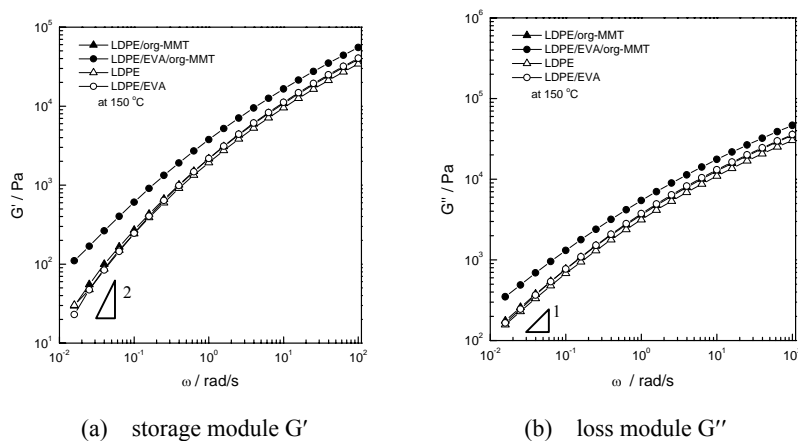 (a)
10⁵
LDPE/org-MMT
LDPE/EVA/org-MMT
LDPE
LDPE/EVA
at 150 °C
10⁴
G' / Pa
10³
10²
2
10¹
10⁻² 10⁻¹ 10⁰ 10¹ 10²
ω / rad/s
(a) storage module G′
(b)
10⁶
LDPE/org-MMT
LDPE/EVA/org-MMT
LDPE
LDPE/EVA
at 150 °C
10⁵
G'' / Pa
10⁴
10³
1
10²
10⁻² 10⁻¹ 10⁰ 10¹ 10
ω / rad/s
(b) loss module G′′